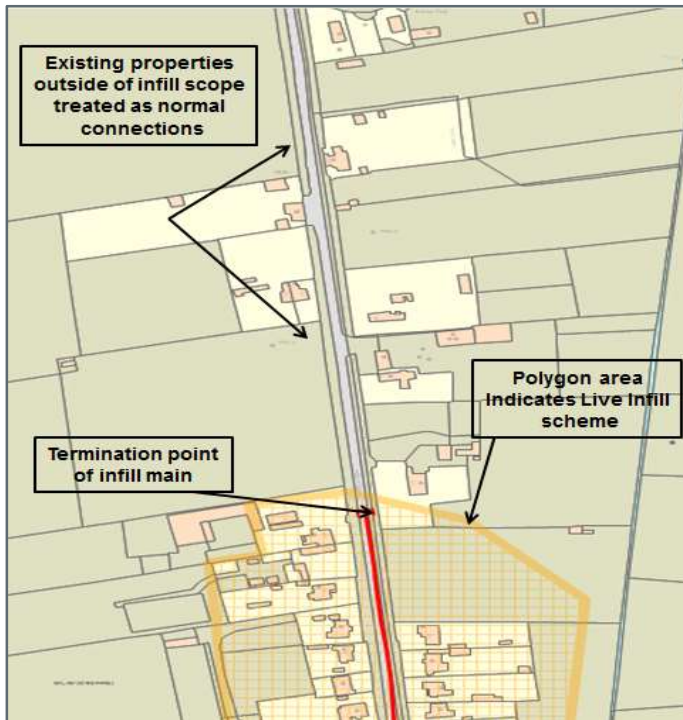 Existing properties
outside of infill scope
treated as normal
connections
Polygon area
Indicates Live Infill
scheme
Termination point
of infill main